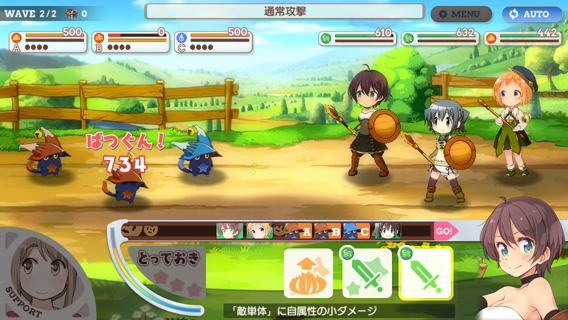 WAVE 2/2
0
通常攻撃
MENU
AUTO
500
0
500
A
B
C
610
632
442
ばつぐん!
734
A
B
C
GO!
とっておき
SUPPORT
「敵単体」に自属性の小ダメージ